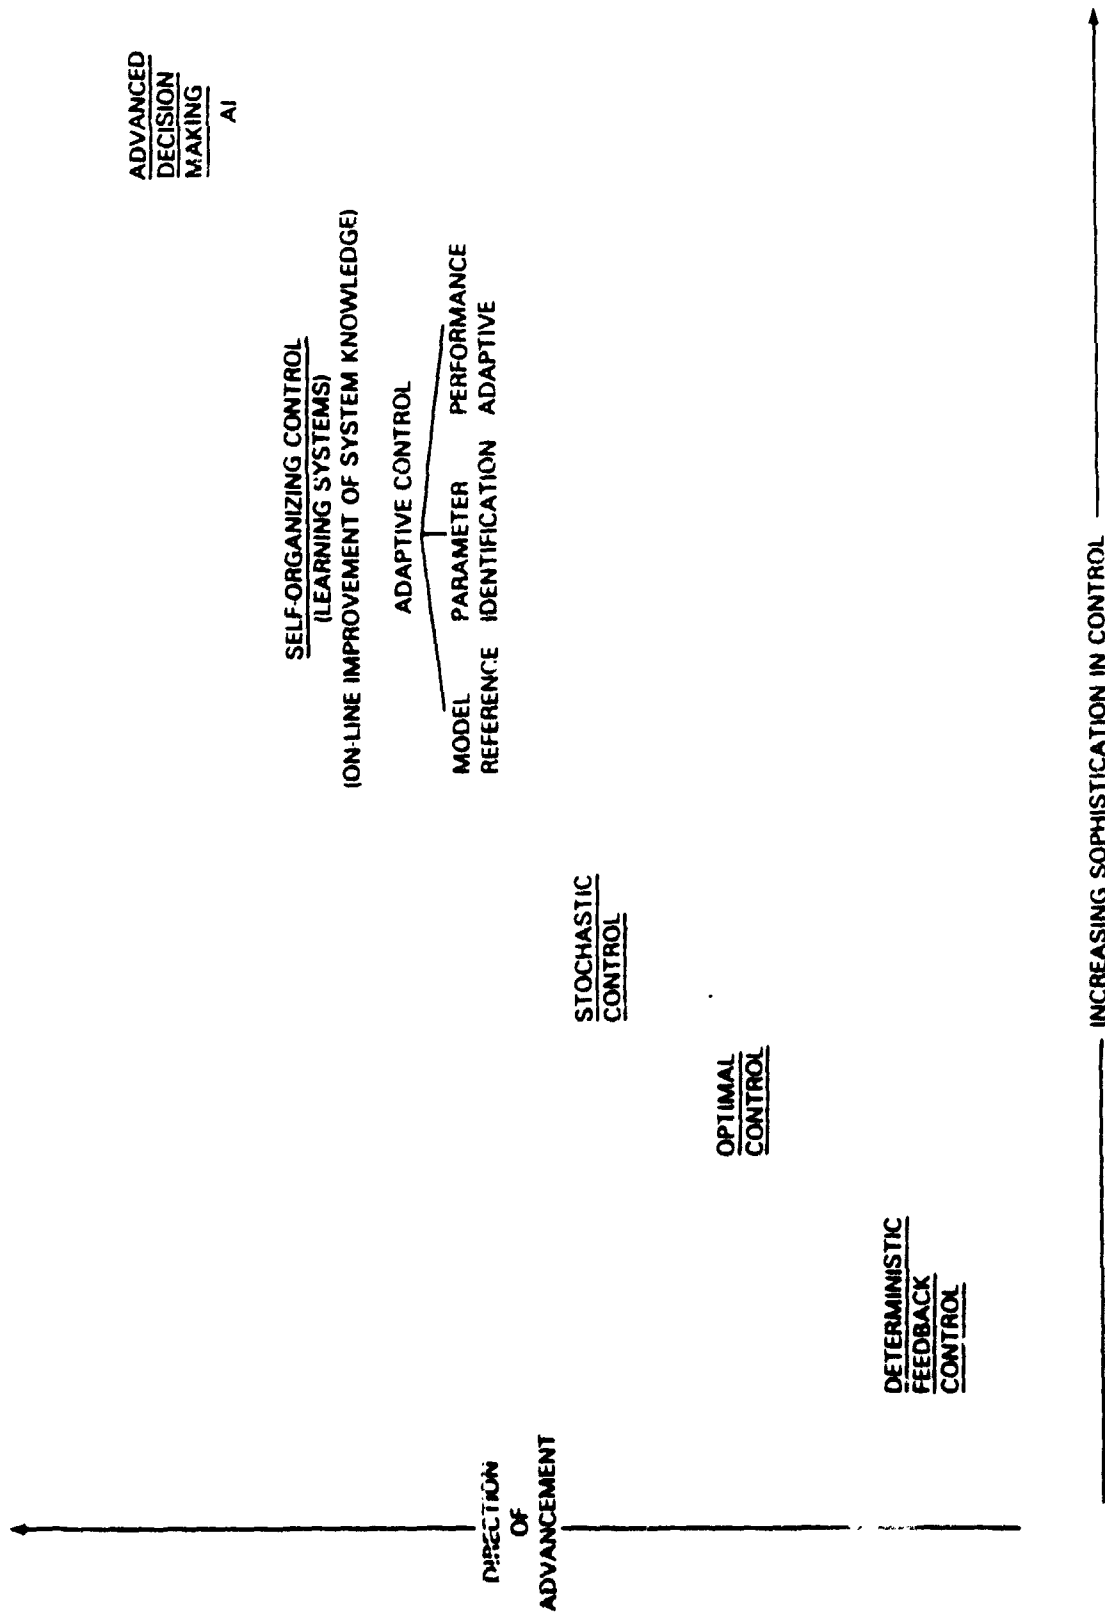 ADVANCED
DECISION
MAKING
AI
SELF-ORGANIZING CONTROL
(LEARNING SYSTEMS)
(ON-LINE IMPROVEMENT OF SYSTEM KNOWLEDGE)
ADAPTIVE CONTROL
MODEL PARAMETER PERFORMANCE
REFERENCE IDENTIFICATION ADAPTIVE
DIRECTION
OF
ADVANCEMENT
STOCHASTIC
CONTROL
OPTIMAL
CONTROL
DETERMINISTIC
FEEDBACK
CONTROL
INCREASING SOPHISTICATION IN CONTROL